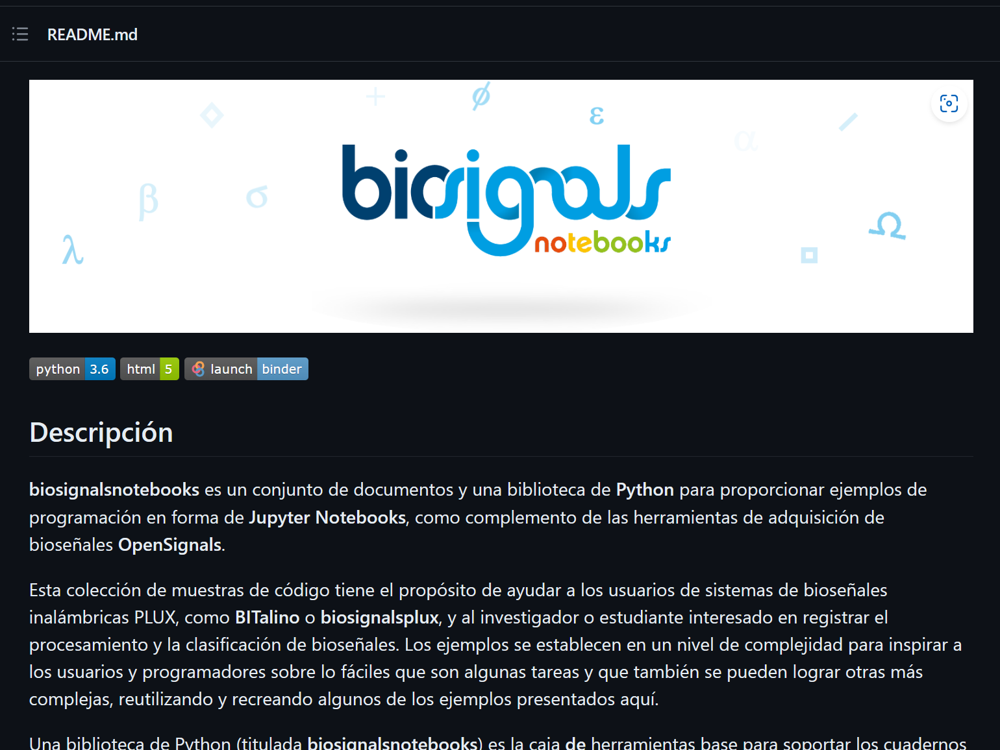 README.md
ϕ
ε
α
β
σ
λ
Ω
biosignals
notebooks
python 3.6 html 5 launch binder
Descripción
biosignalsnotebooks es un conjunto de documentos y una biblioteca de Python para proporcionar ejemplos de
programación en forma de Jupyter Notebooks, como complemento de las herramientas de adquisición de
bioseñales OpenSignals.
Esta colección de muestras de código tiene el propósito de ayudar a los usuarios de sistemas de bioseñales
inalámbricas PLUX, como BITalino o biosignalsplux, y al investigador o estudiante interesado en registrar el
procesamiento y la clasificación de bioseñales. Los ejemplos se establecen en un nivel de complejidad para inspirar a
los usuarios y programadores sobre lo fáciles que son algunas tareas y que también se pueden lograr otras más
complejas, reutilizando y recreando algunos de los ejemplos presentados aquí.
Una biblioteca de Python (titulada biosignalsnotebooks) es la caja de herramientas base para soportar los cuadernos